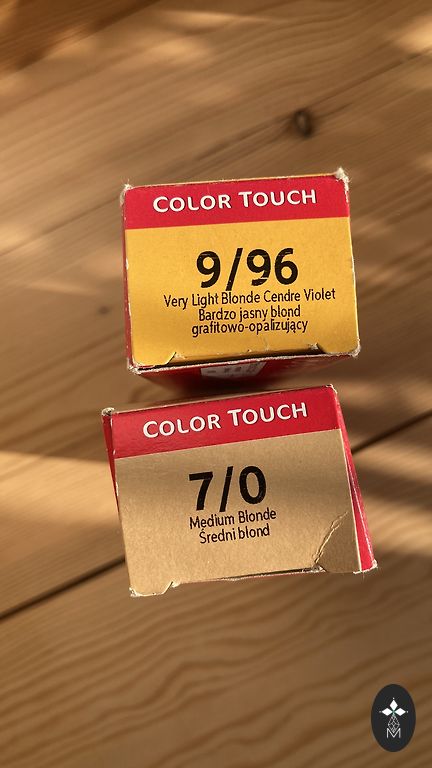 COLOR TOUCH
9/96
Very Light Blonde Cendre Violet
Bardzo jasny blond
grafitowo-opalizujący
COLOR TOUCH
7/0
Medium Blonde
Średni blond
M